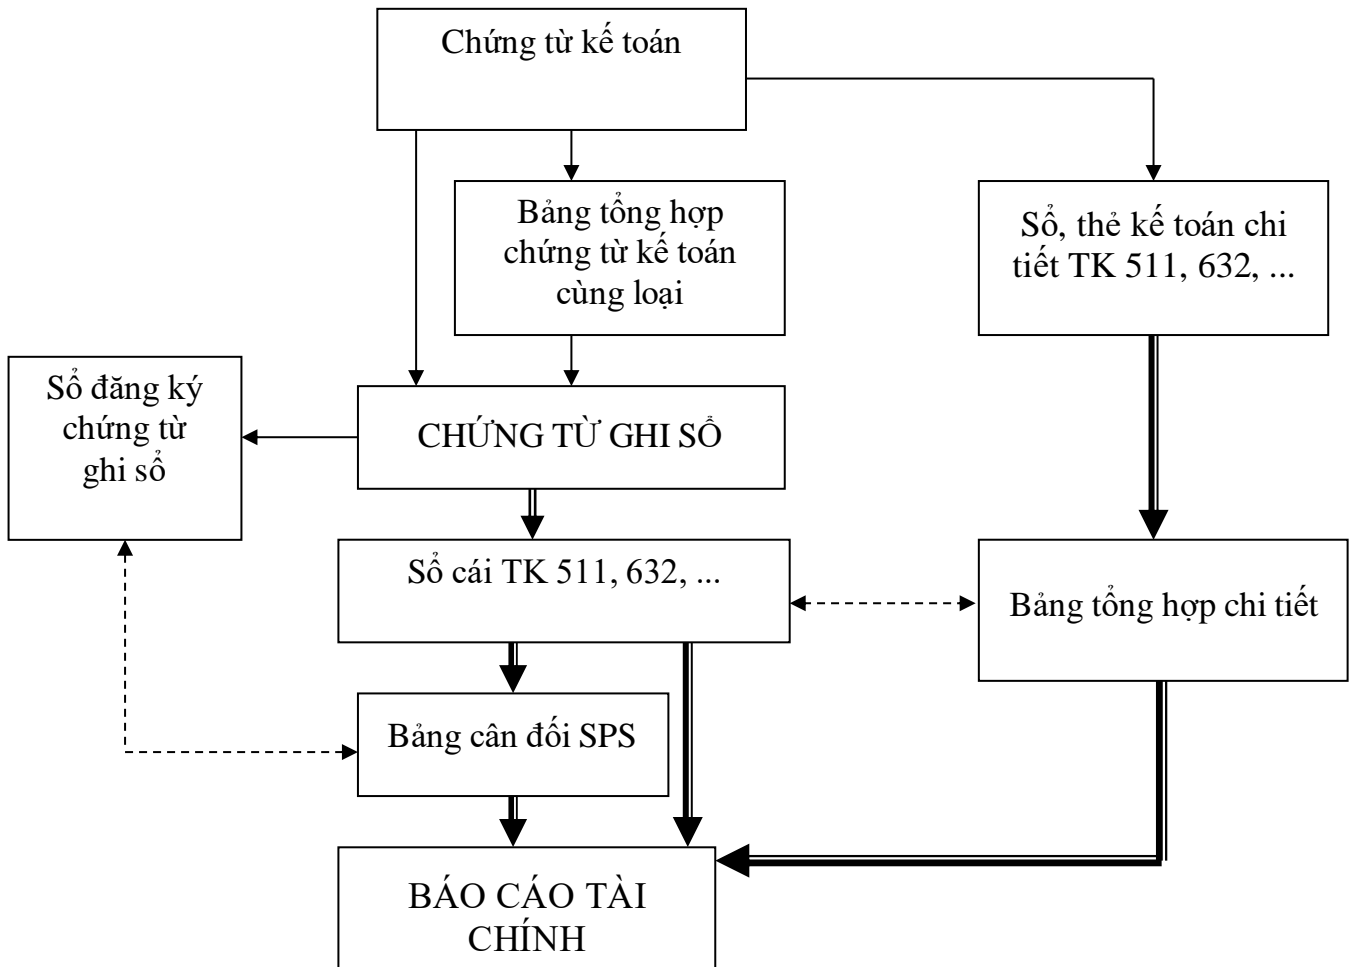 Chứng từ kế toán
Bảng tổng hợp
chứng từ kế toán
cùng loại
Sổ, thẻ kế toán chi
tiết TK 511, 632, ...
Sổ đăng ký
chứng từ
ghi sổ
CHỨNG TỪ GHI SỔ
Sổ cái TK 511, 632, ...
Bảng tổng hợp chi tiết
Bảng cân đối SPS
BÁO CÁO TÀI
CHÍNH